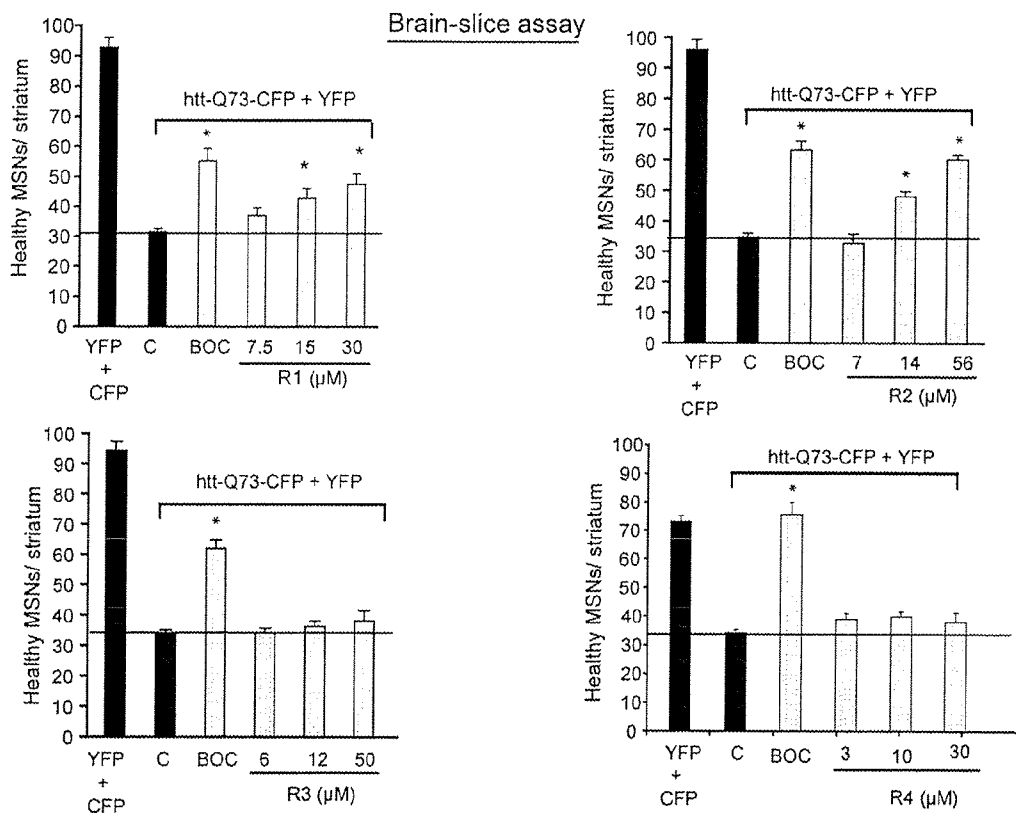 Brain-slice assay
Healthy MSNs/ striatum
100
90
80
70
60
50
40
30
20
10
0
htt-Q73-CFP + YFP
* * *
YFP + CFP
C
BOC
7.5
15
30
R1 (µM)
Healthy MSNs/ striatum
100
90
80
70
60
50
40
30
20
10
0
htt-Q73-CFP + YFP
* * *
YFP + CFP
C
BOC
7
14
56
R2 (µM)
Healthy MSNs/ striatum
100
90
80
70
60
50
40
30
20
10
0
htt-Q73-CFP + YFP
*
YFP + CFP
C
BOC
6
12
50
R3 (µM)
Healthy MSNs/ striatum
100
90
80
70
60
50
40
30
20
10
0
htt-Q73-CFP + YFP
*
YFP + CFP
C
BOC
3
10
30
R4 (µM)